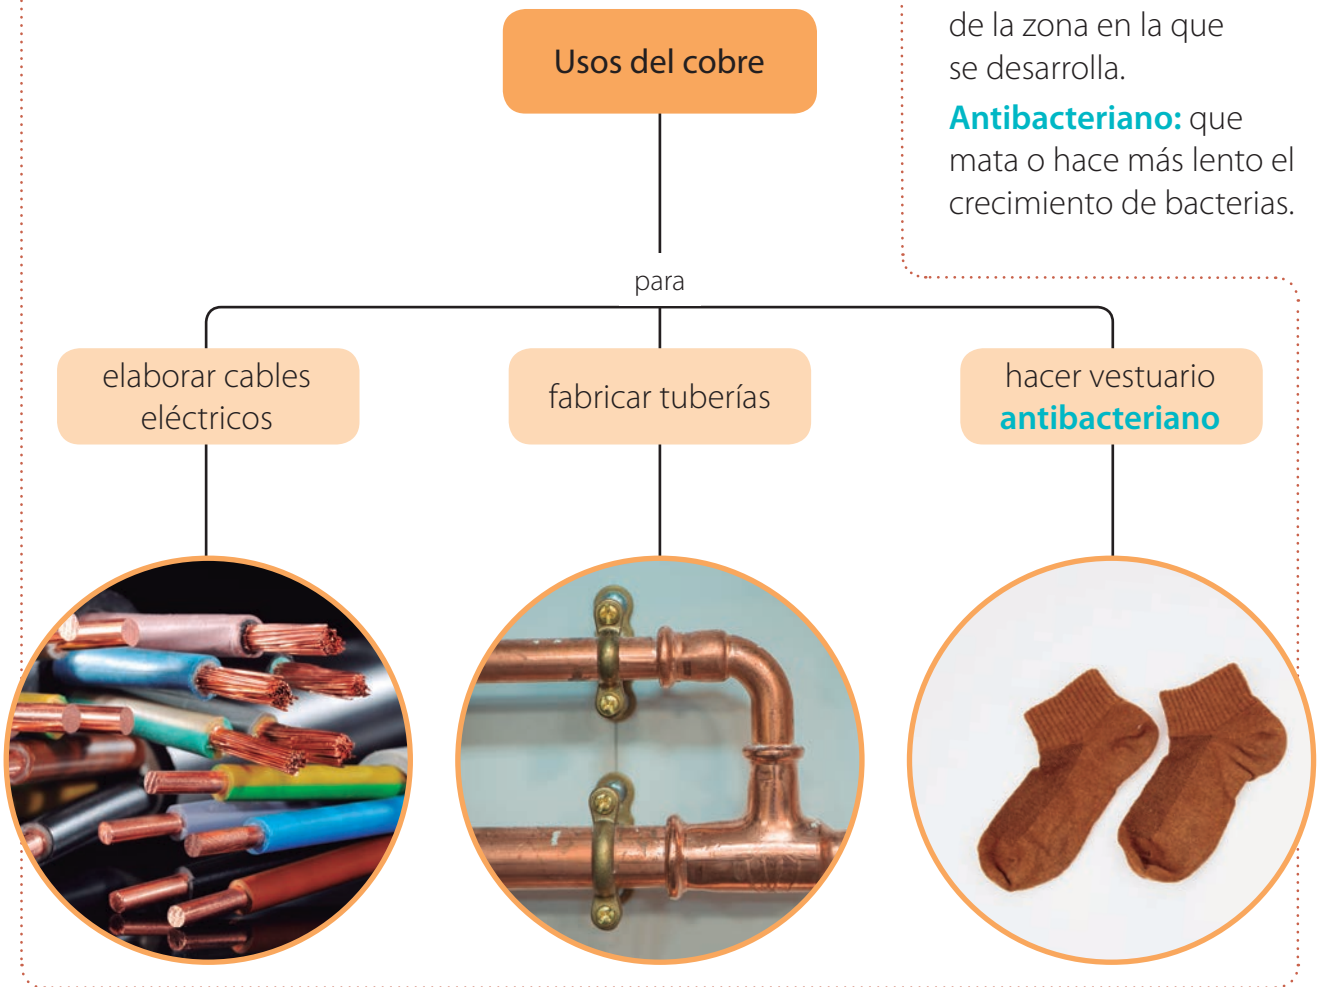 Usos del cobre
de la zona en la que
se desarrolla.
Antibacteriano: que
mata o hace más lento el
crecimiento de bacterias.
para
elaborar cables
eléctricos
fabricar tuberías
hacer vestuario
antibacteriano